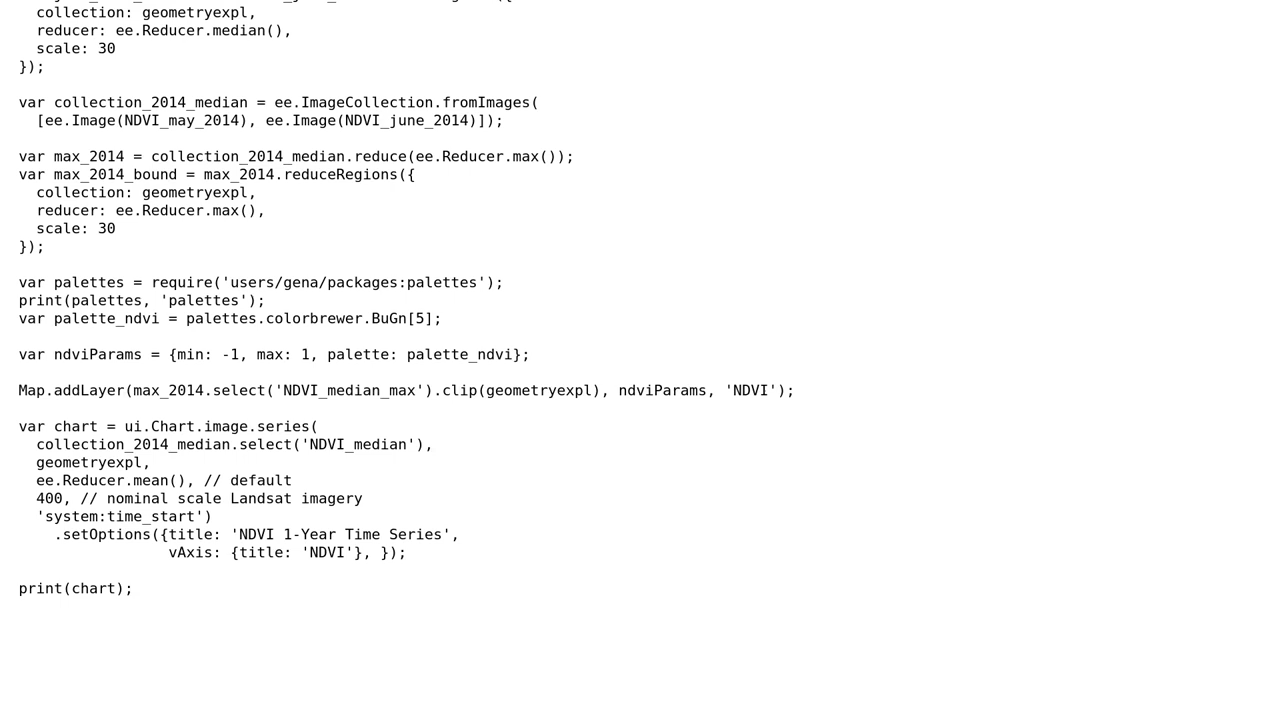 collection: geometryexpl,
reducer: ee.Reducer.median(),
scale: 30
});
var collection_2014_median = ee.ImageCollection.fromImages(
[ee.Image(NDVI_may_2014), ee.Image(NDVI_june_2014)]);
var max_2014 = collection_2014_median.reduce(ee.Reducer.max());
var max_2014_bound = max_2014.reduceRegions({
collection: geometryexpl,
reducer: ee.Reducer.max(),
scale: 30
});
var palettes = require('users/gena/packages:palettes');
print(palettes, 'palettes');
var palette_ndvi = palettes.colorbrewer.BuGn[5];
var ndviParams = {min: -1, max: 1, palette: palette_ndvi};
Map.addLayer(max_2014.select('NDVI_median_max').clip(geometryexpl), ndviParams, 'NDVI');
var chart = ui.Chart.image.series(
collection_2014_median.select('NDVI_median'),
geometryexpl,
ee.Reducer.mean(), // default
400, // nominal scale Landsat imagery
'system:time_start')
.setOptions({title: 'NDVI 1-Year Time Series',
vAxis: {title: 'NDVI'}, });
print(chart);